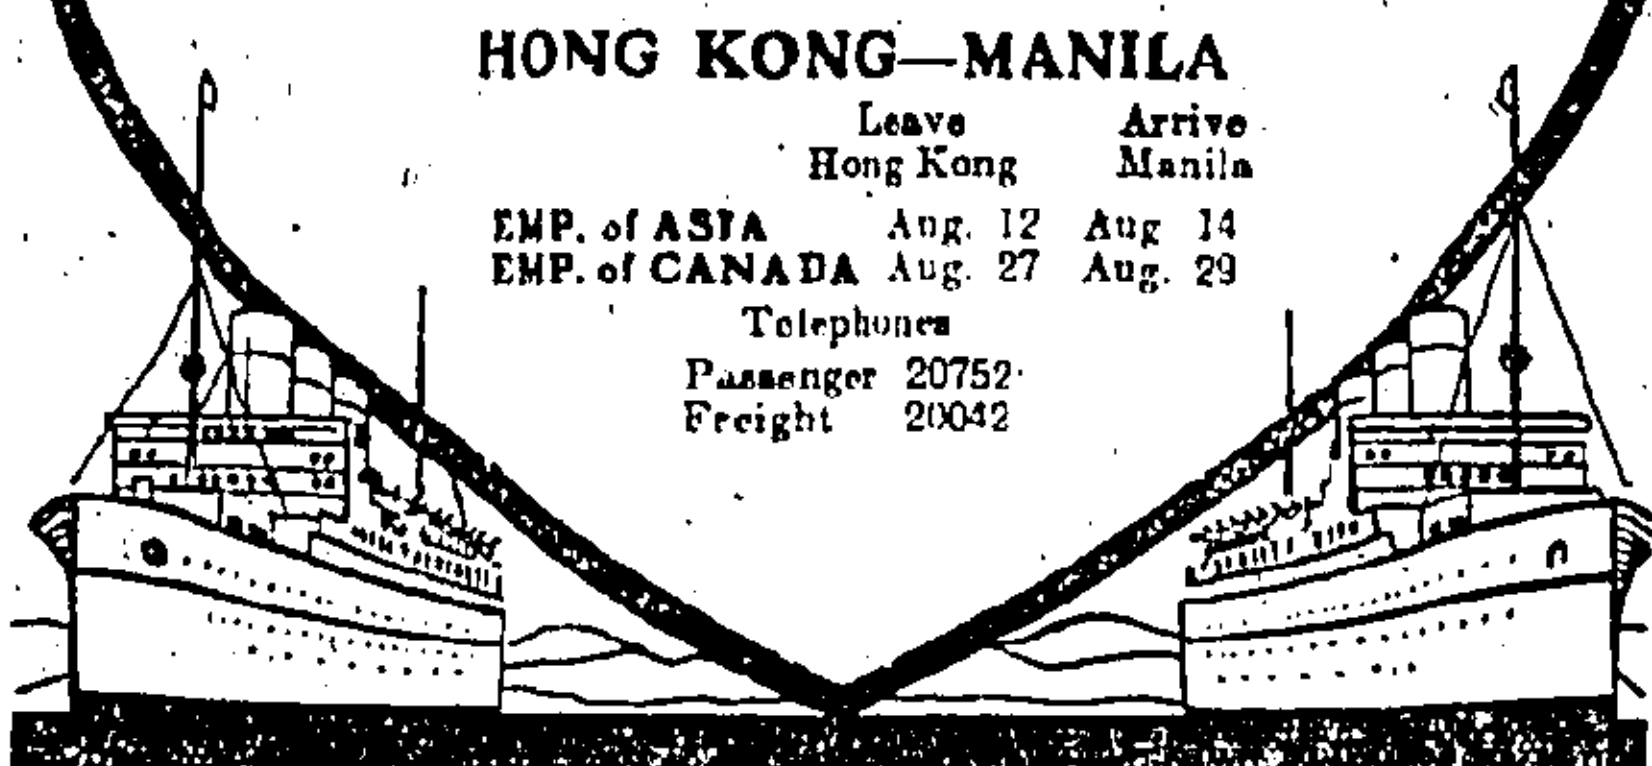 HONG KONG—MANILA
Leave Arrive
Hong Kong Manila
EMP. of ASIA Aug. 12 Aug 14
EMP. of CANADA Aug. 27 Aug. 29
Telephones
Passenger 20752
Freight 20042